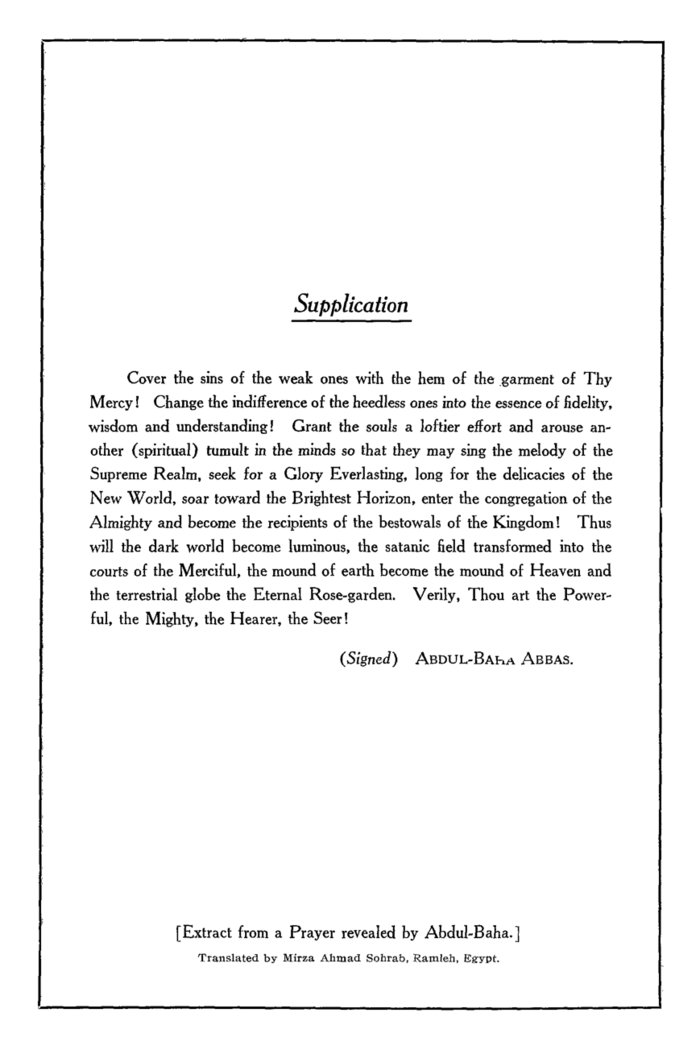 Supplication
Cover the sins of the weak ones with the hem of the garment of Thy
Mercy! Change the indifference of the heedless ones into the essence of fidelity,
wisdom and understanding! Grant the souls a loftier effort and arouse an-
other (spiritual) tumult in the minds so that they may sing the melody of the
Supreme Realm, seek for a Glory Everlasting, long for the delicacies of the
New World, soar toward the Brightest Horizon, enter the congregation of the
Almighty and become the recipients of the bestowals of the Kingdom! Thus
will the dark world become luminous, the satanic field transformed into the
courts of the Merciful, the mound of earth become the mound of Heaven and
the terrestrial globe the Eternal Rose-garden. Verily, Thou art the Power-
ful, the Mighty, the Hearer, the Seer!
(Signed) ABDUL-BAHA ABBAS.
[Extract from a Prayer revealed by Abdul-Baha.]
Translated by Mirza Ahmad Sohrab, Ramleh, Egypt.